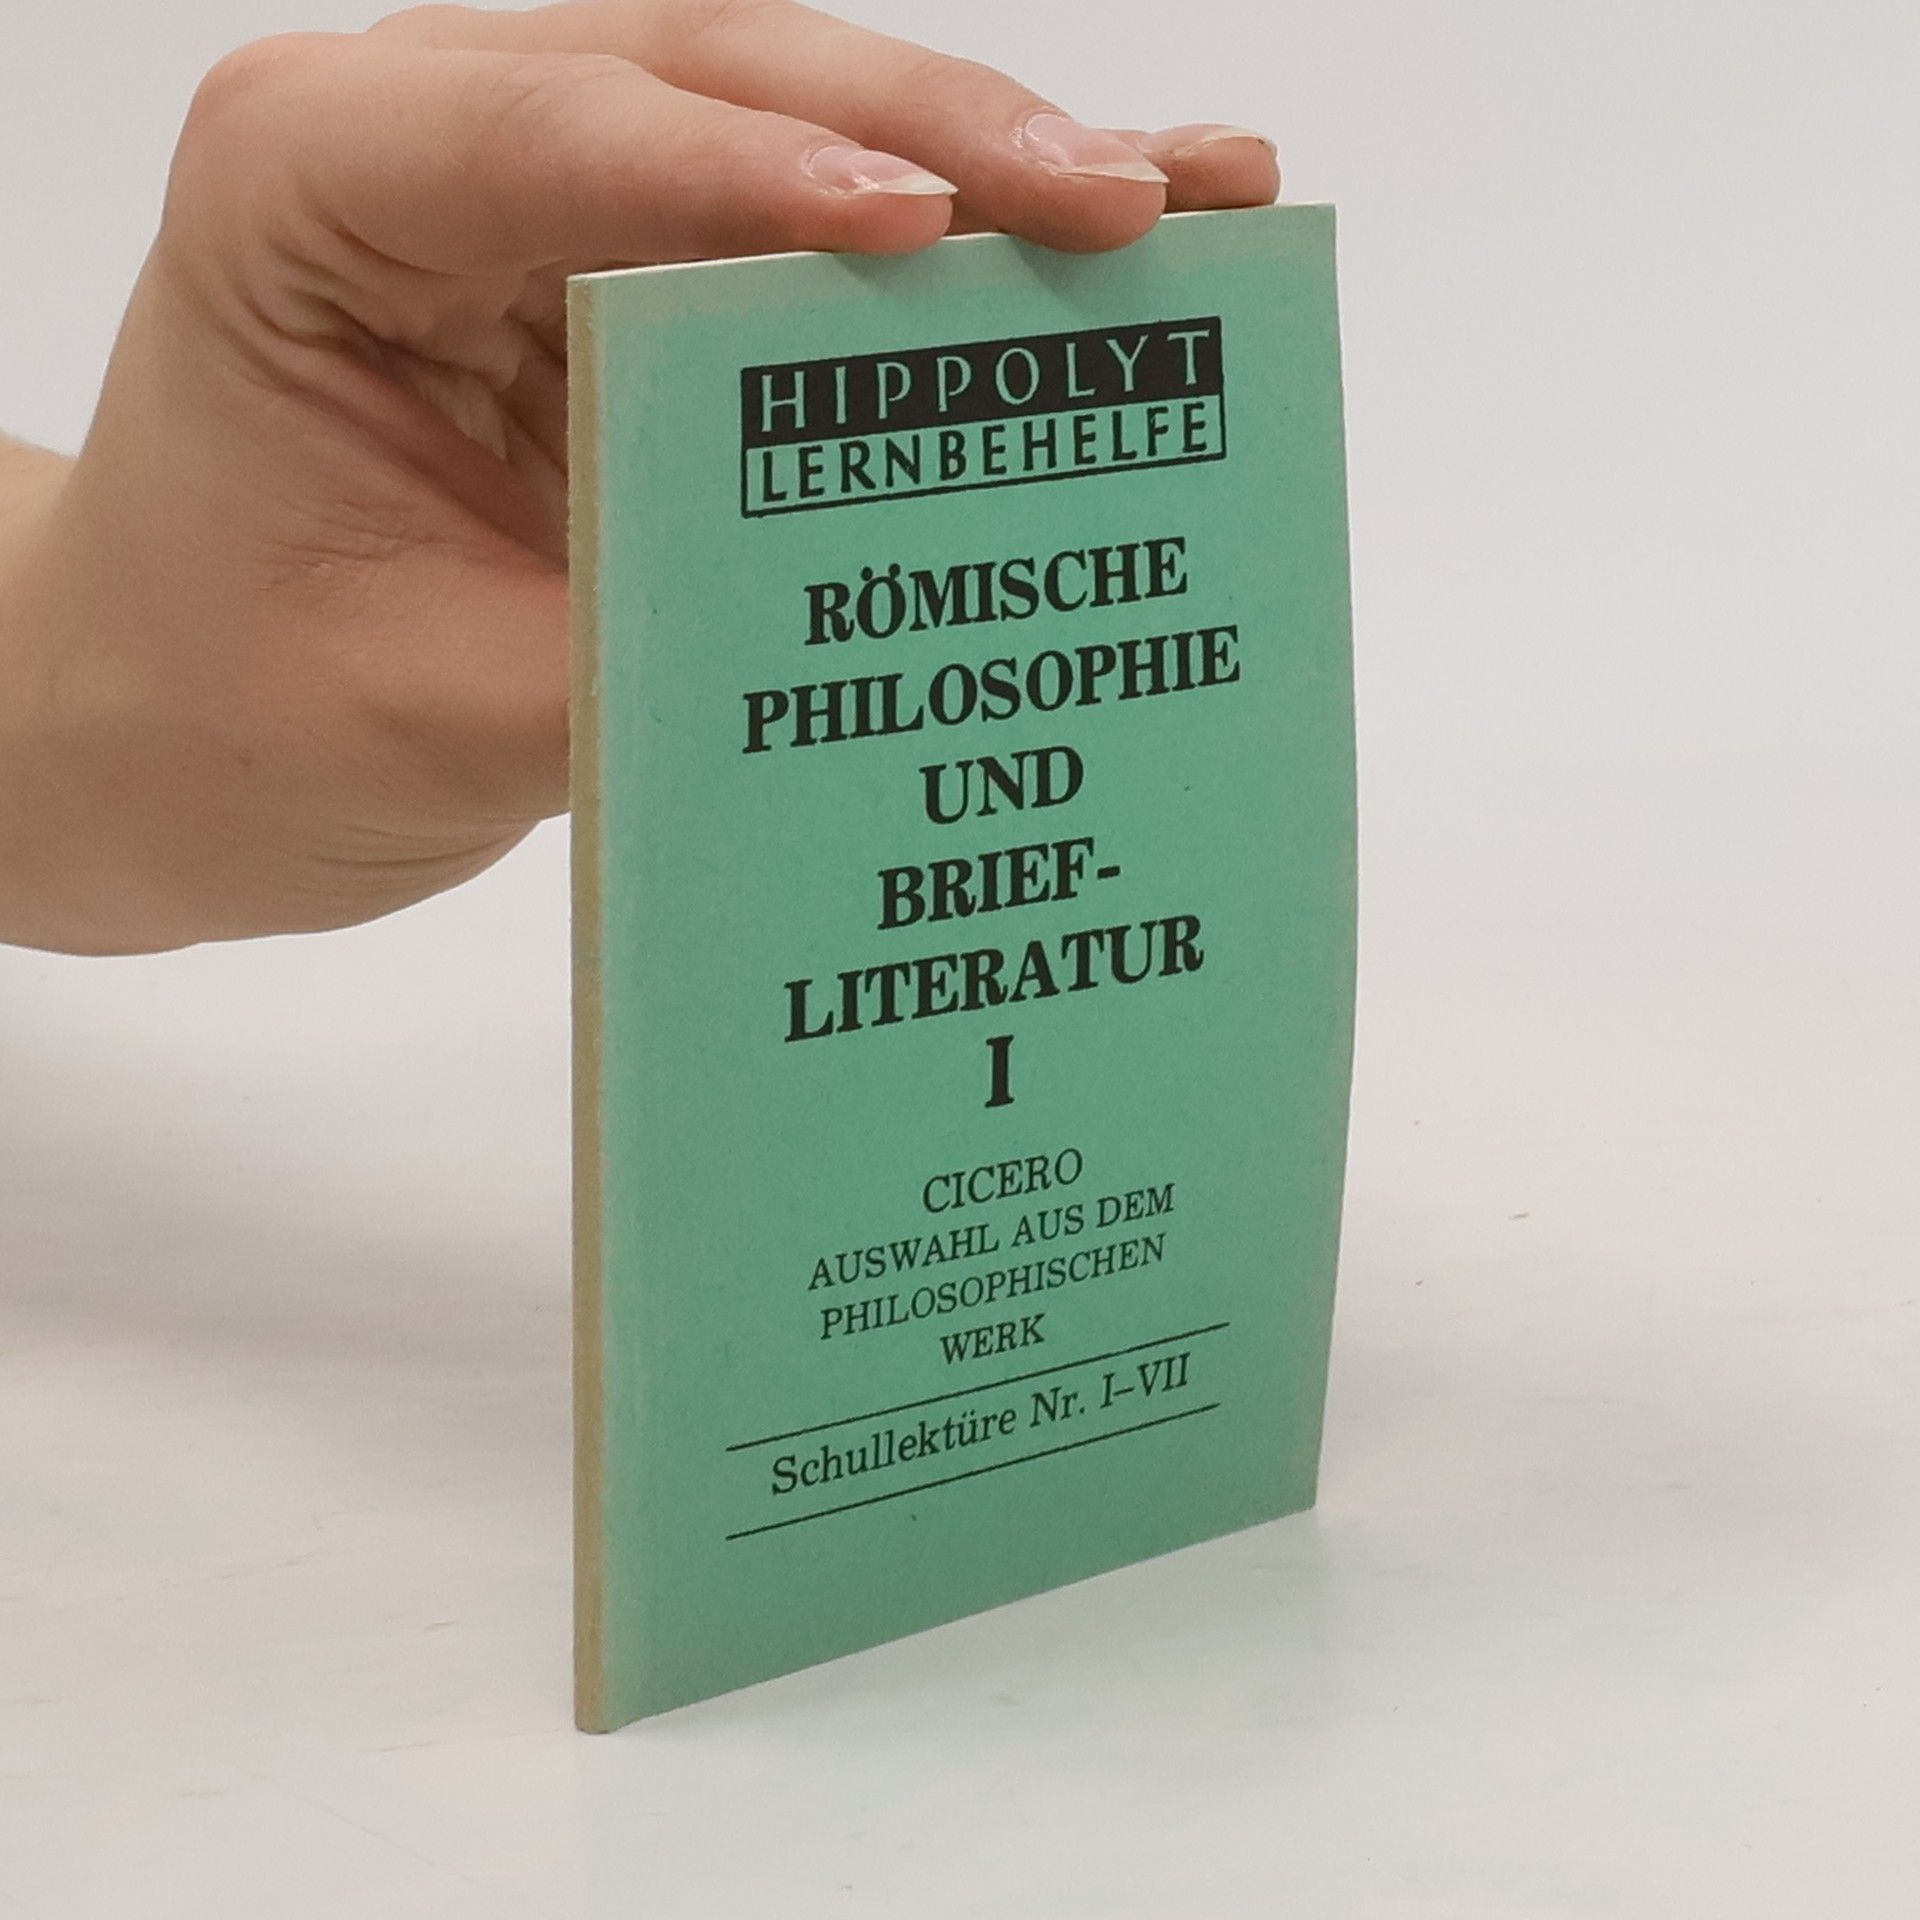 HIPPOLYT
LERNBEHELFE
RÖMISCHE
PHILOSOPHIE
UND
BRIEF-
LITERATUR
I
CICERO
AUSWAHL AUS DEM
PHILOSOPHISCHEN
WERK
Schullektüre Nr. I–VII